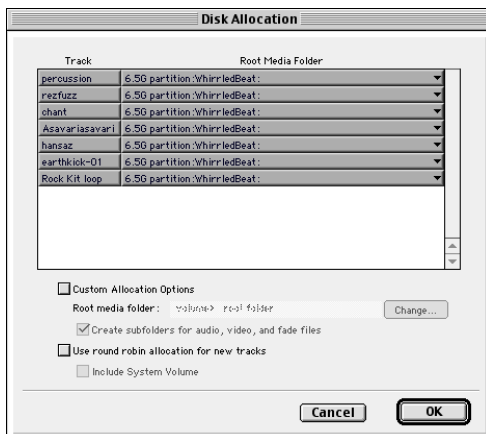 Disk Allocation
Track Root Media Folder
percussion 6.5G partition:WhirrledBeat:
rezfuzz 6.5G partition:WhirrledBeat:
chant 6.5G partition:WhirrledBeat:
Asavariasavari 6.5G partition:WhirrledBeat:
hansaz 6.5G partition:WhirrledBeat:
earthkick-01 6.5G partition:WhirrledBeat:
Rock Kit loop 6.5G partition:WhirrledBeat:
Custom Allocation Options
Root media folder: volume> root folder Change...
Create subfolders for audio, video, and fade files
Use round robin allocation for new tracks
Include System Volume
Cancel OK